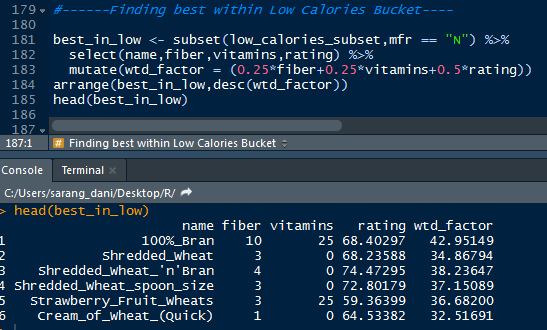 179 #------Finding best within Low Calories Bucket----
180
181 best_in_low <- subset(low_calories_subset,mfr == "N") %>%
182 select(name,fiber,vitamins,rating) %>%
183 mutate(wtd_factor = (0.25*fiber+0.25*vitamins+0.5*rating))
184 arrange(best_in_low,desc(wtd_factor))
185 head(best_in_low)
186
187
187:1 # Finding best within Low Calories Bucket
Console Terminal ×
C:/Users/sarang_dani/Desktop/R/
> head(best_in_low)
name fiber vitamins rating wtd_factor
1 100%_Bran 10 25 68.40297 42.95149
2 Shredded_Wheat 3 0 68.23588 34.86794
3 Shredded_Wheat_'n'Bran 4 0 74.47295 38.23647
4 Shredded_Wheat_spoon_size 3 0 72.80179 37.15089
5 Strawberry_Fruit_Wheats 3 25 59.36399 36.68200
6 Cream_of_Wheat_(Quick) 1 0 64.53382 32.51691